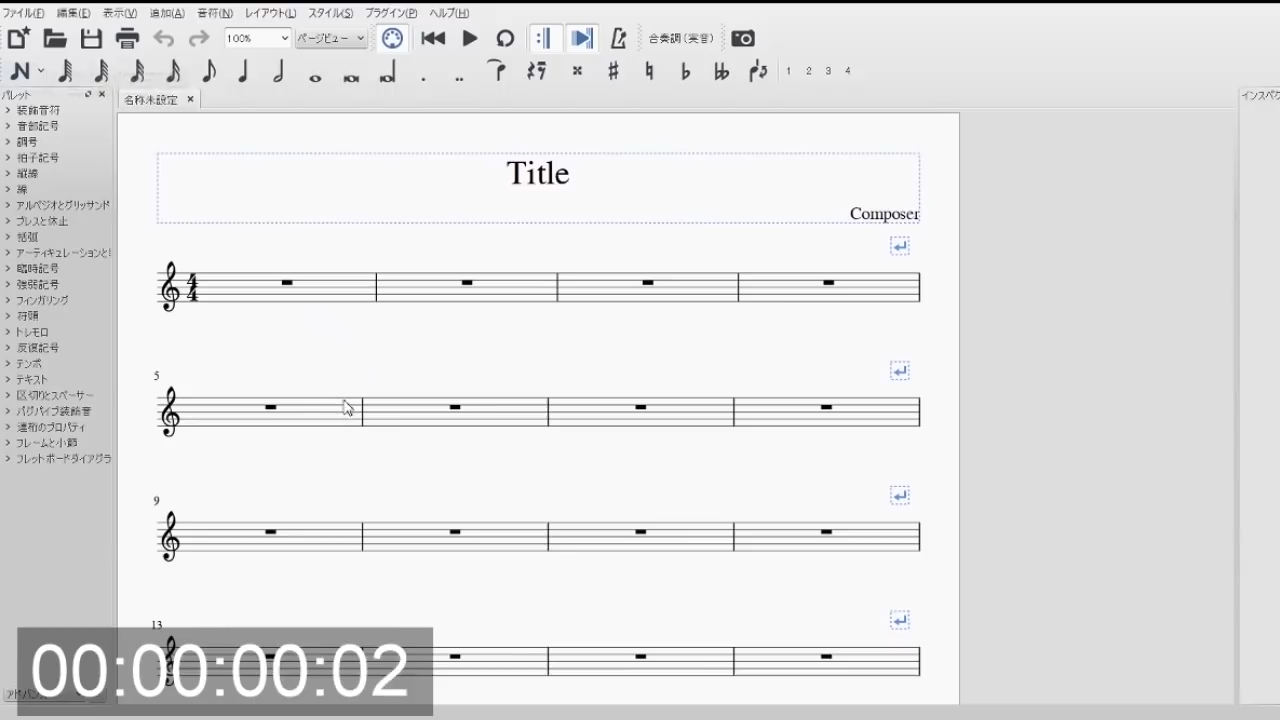 ファイル(F) 編集(E) 表示(V) 追加(A) 音符(N) レイアウト(L) スタイル(S) プラグイン(P) ヘルプ(H)
100% ページビュー 合奏調(実音)
1 2 3 4
パレット
名称未設定
装飾音符
音部記号
調号
拍子記号
縦線
線
アルペジオとグリッサンド
ブレスと休止
括弧
アーティキュレーションと
臨時記号
強弱記号
フィンガリング
符頭
トレモロ
反復記号
テンポ
テキスト
区切りとスペーサー
バグパイプ装飾音
連桁のプロパティ
フレームと小節
フレットボードダイアグラ
Title
Composer
4
4
5
9
13
00:00:00:02
インスペク